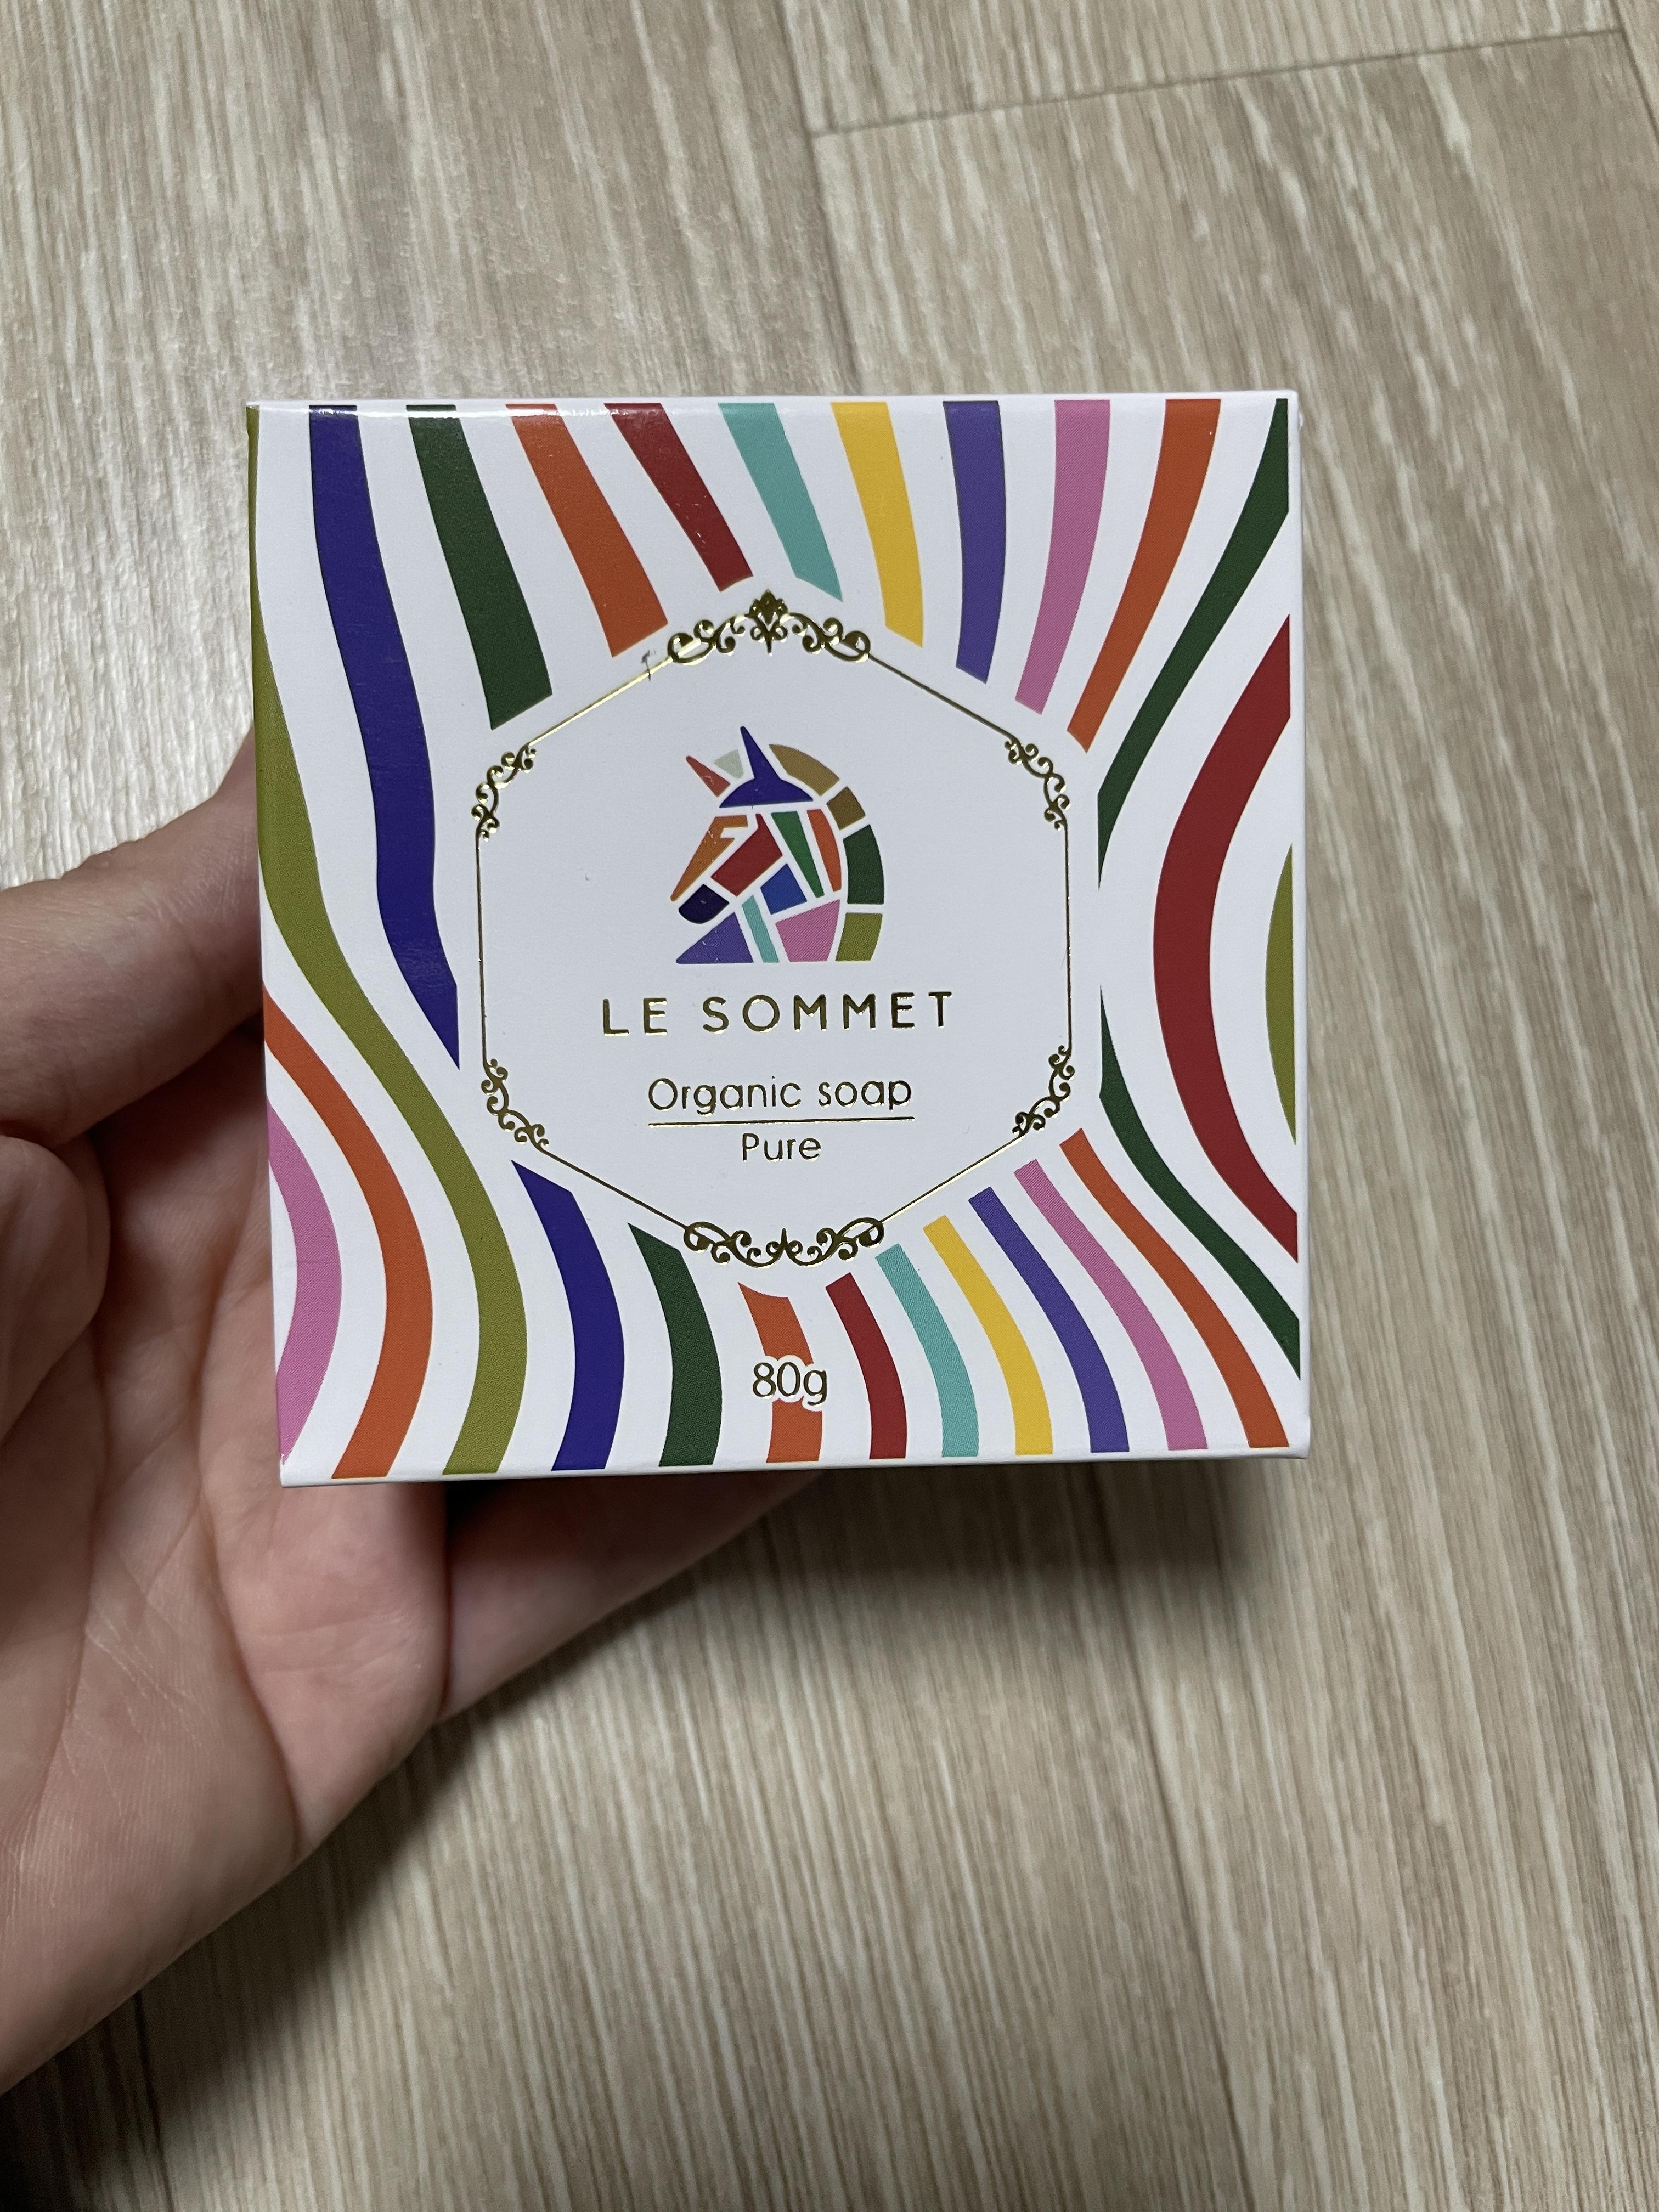 LE SOMMET
Organic soap
Pure
80g